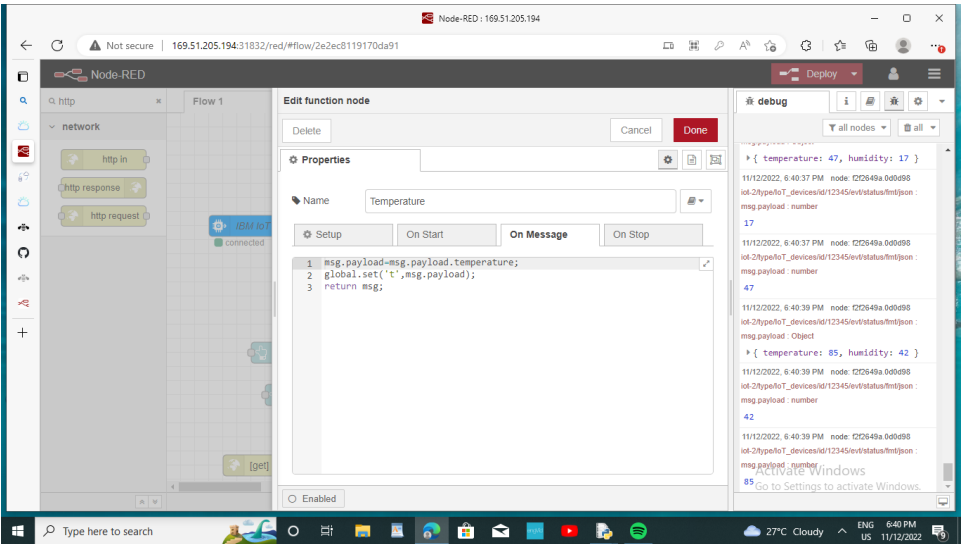 Node-RED : 169.51.205.194
Not secure | 169.51.205.194:31832/red/#flow/2e2ec8119170da91
Node-RED
Deploy
http
network
http in
http response
http request
Flow 1
IBM IoT
connected
[get]
Edit function node
Delete
Cancel
Done
Properties
Name
Temperature
Setup
On Start
On Message
On Stop
1 msg.payload=msg.payload.temperature;
2 global.set('t',msg.payload);
3 return msg;
Enabled
debug
all nodes
all
{ temperature: 47, humidity: 17 }
11/12/2022, 6:40:37 PM node: f2f2649a.0d0d98
iot-2/type/IoT_devices/id/12345/evt/status/fmt/json :
msg.payload : number
17
11/12/2022, 6:40:37 PM node: f2f2649a.0d0d98
iot-2/type/IoT_devices/id/12345/evt/status/fmt/json :
msg.payload : number
47
11/12/2022, 6:40:39 PM node: f2f2649a.0d0d98
iot-2/type/IoT_devices/id/12345/evt/status/fmt/json :
msg.payload : Object
{ temperature: 85, humidity: 42 }
11/12/2022, 6:40:39 PM node: f2f2649a.0d0d98
iot-2/type/IoT_devices/id/12345/evt/status/fmt/json :
msg.payload : number
42
11/12/2022, 6:40:39 PM node: f2f2649a.0d0d98
iot-2/type/IoT_devices/id/12345/evt/status/fmt/json :
msg.payload : number
85
Activate Windows
Go to Settings to activate Windows.
Type here to search
27°C Cloudy
ENG
US
6:40 PM
11/12/2022